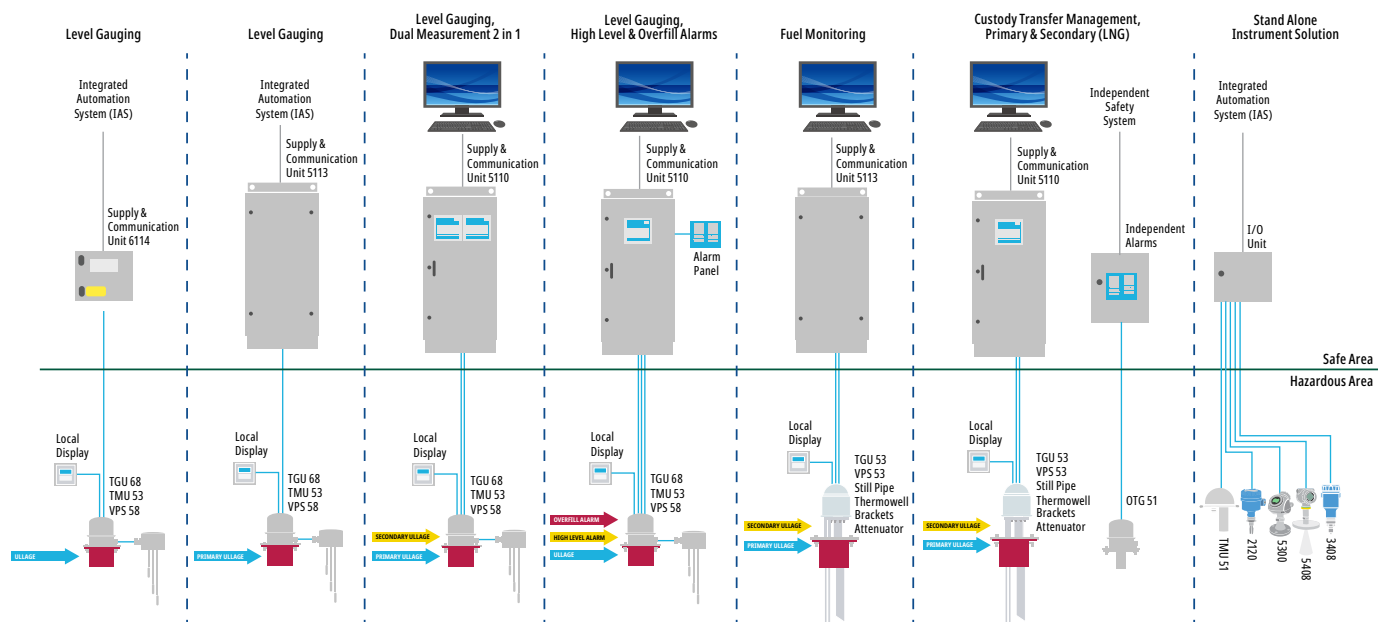 Level Gauging
Integrated
Automation
System (IAS)
Supply &
Communication
Unit 6114
Local
Display
TGU 68
TMU 53
VPS 58
ULLAGE
Level Gauging
Integrated
Automation
System (IAS)
Supply &
Communication
Unit 5113
Local
Display
TGU 68
TMU 53
VPS 58
PRIMARY ULLAGE
Level Gauging,
Dual Measurement 2 in 1
Supply &
Communication
Unit 5110
Local
Display
TGU 68
TMU 53
VPS 58
SECONDARY ULLAGE
PRIMARY ULLAGE
Level Gauging,
High Level & Overfill Alarms
Supply &
Communication
Unit 5110
Alarm
Panel
Local
Display
TGU 68
TMU 53
VPS 58
OVERFILL ALARM
HIGH LEVEL ALARM
ULLAGE
Fuel Monitoring
Supply &
Communication
Unit 5113
Local
Display
TGU 53
VPS 53
Still Pipe
Thermowell
Brackets
Attenuator
SECONDARY ULLAGE
PRIMARY ULLAGE
Custody Transfer Management,
Primary & Secondary (LNG)
Supply &
Communication
Unit 5110
Independent
Safety
System
Independent
Alarms
Local
Display
TGU 53
VPS 53
Still Pipe
Thermowell
Brackets
Attenuator
OTG 51
SECONDARY ULLAGE
PRIMARY ULLAGE
Stand Alone
Instrument Solution
Integrated
Automation
System (IAS)
I/O
Unit
Safe Area
Hazardous Area
TMU 51
2120
5300
5408
3408